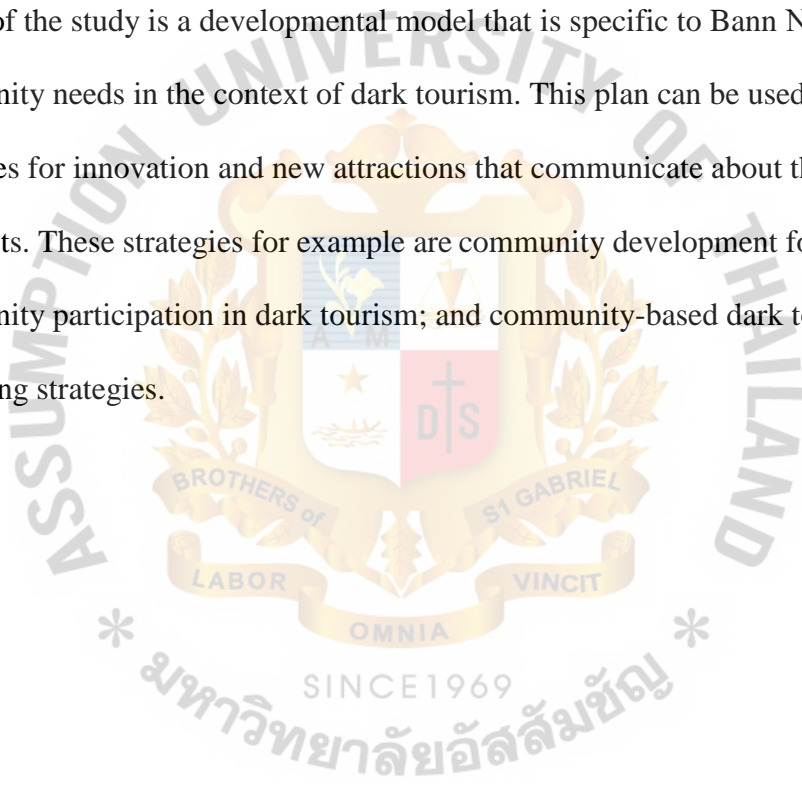 of the study is a developmental model that is specific to Bann N
nity needs in the context of dark tourism. This plan can be used
es for innovation and new attractions that communicate about th
ts. These strategies for example are community development fo
nity participation in dark tourism; and community-based dark to
ng strategies.
ASSUMPTION UNIVERSITY OF THAILAND
A M
D S
BROTHERS of ST GABRIEL
LABOR
VINCIT
OMNIA
SINCE1969
* มหาวิทยาลัยอัสสัมชัญ *